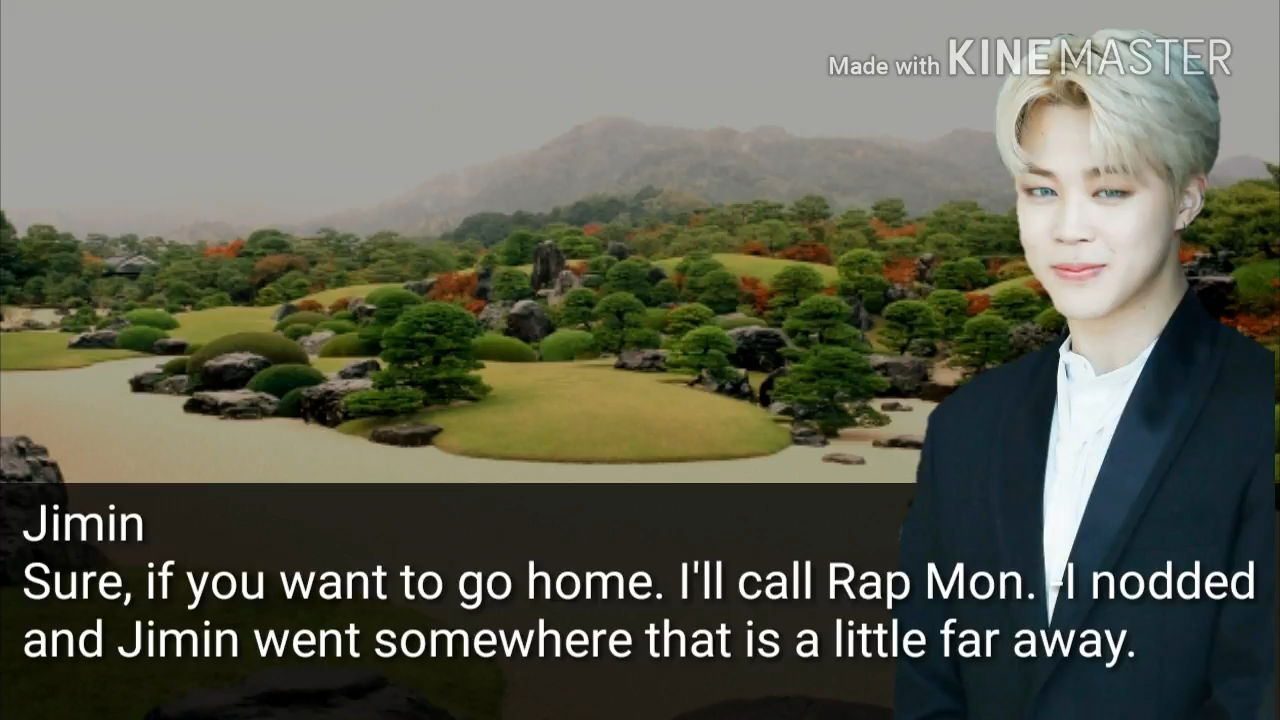 Made with KINEMASTER
Jimin
Sure, if you want to go home. I'll call Rap Mon. -I nodded
and Jimin went somewhere that is a little far away.